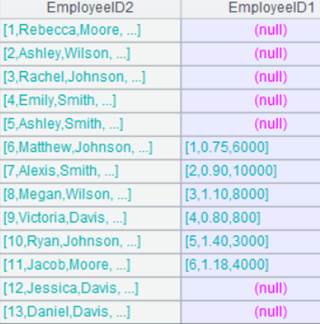 EmployeeID2 EmployeeID1
[1,Rebecca,Moore, ...] (null)
[2,Ashley,Wilson, ...] (null)
[3,Rachel,Johnson, ...] (null)
[4,Emily,Smith, ...] (null)
[5,Ashley,Smith, ...] (null)
[6,Matthew,Johnson, ...] [1,0.75,6000]
[7,Alexis,Smith, ...] [2,0.90,10000]
[8,Megan,Wilson, ...] [3,1.10,8000]
[9,Victoria,Davis, ...] [4,0.80,800]
[10,Ryan,Johnson, ...] [5,1.40,3000]
[11,Jacob,Moore, ...] [6,1.18,4000]
[12,Jessica,Davis, ...] (null)
[13,Daniel,Davis, ...] (null)